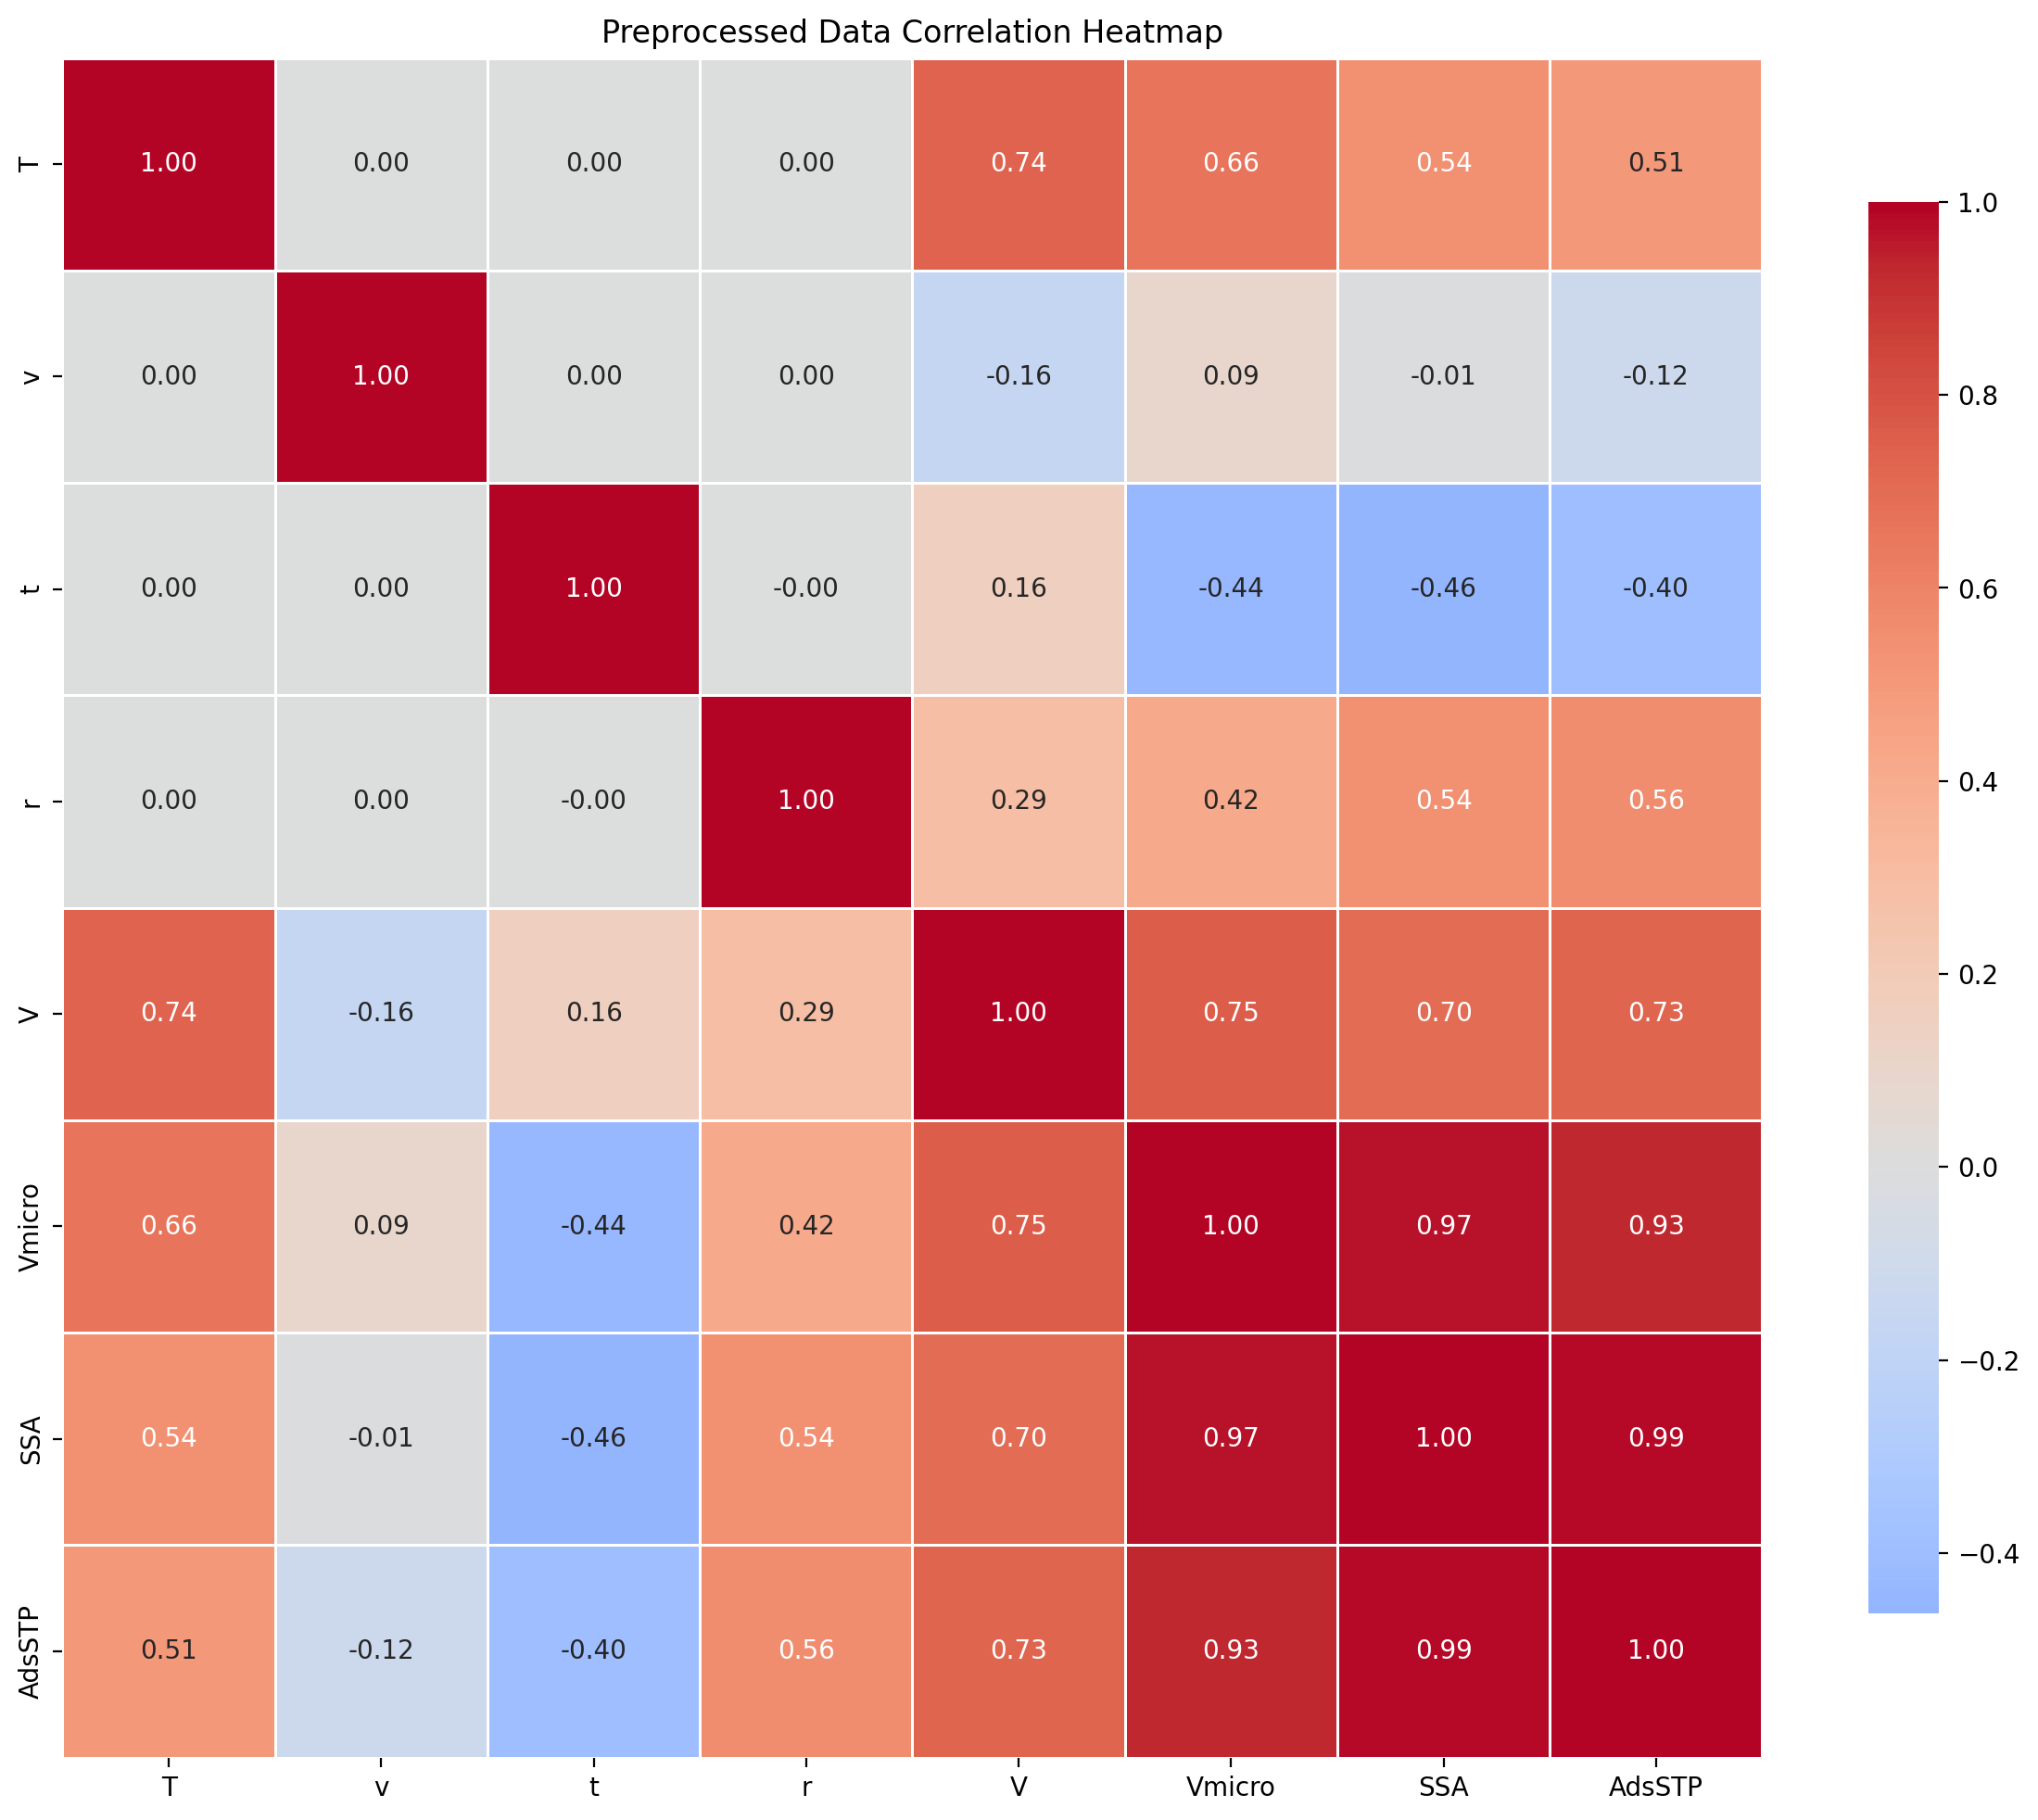 Preprocessed Data Correlation Heatmap
T 1.00 0.00 0.00 0.00 0.74 0.66 0.54 0.51
v 0.00 1.00 0.00 0.00 -0.16 0.09 -0.01 -0.12
t 0.00 0.00 1.00 -0.00 0.16 -0.44 -0.46 -0.40
r 0.00 0.00 -0.00 1.00 0.29 0.42 0.54 0.56
V 0.74 -0.16 0.16 0.29 1.00 0.75 0.70 0.73
Vmicro 0.66 0.09 -0.44 0.42 0.75 1.00 0.97 0.93
SSA 0.54 -0.01 -0.46 0.54 0.70 0.97 1.00 0.99
AdsSTP 0.51 -0.12 -0.40 0.56 0.73 0.93 0.99 1.00
T v t r V Vmicro SSA AdsSTP
1.0
0.8
0.6
0.4
0.2
0.0
−0.2
−0.4